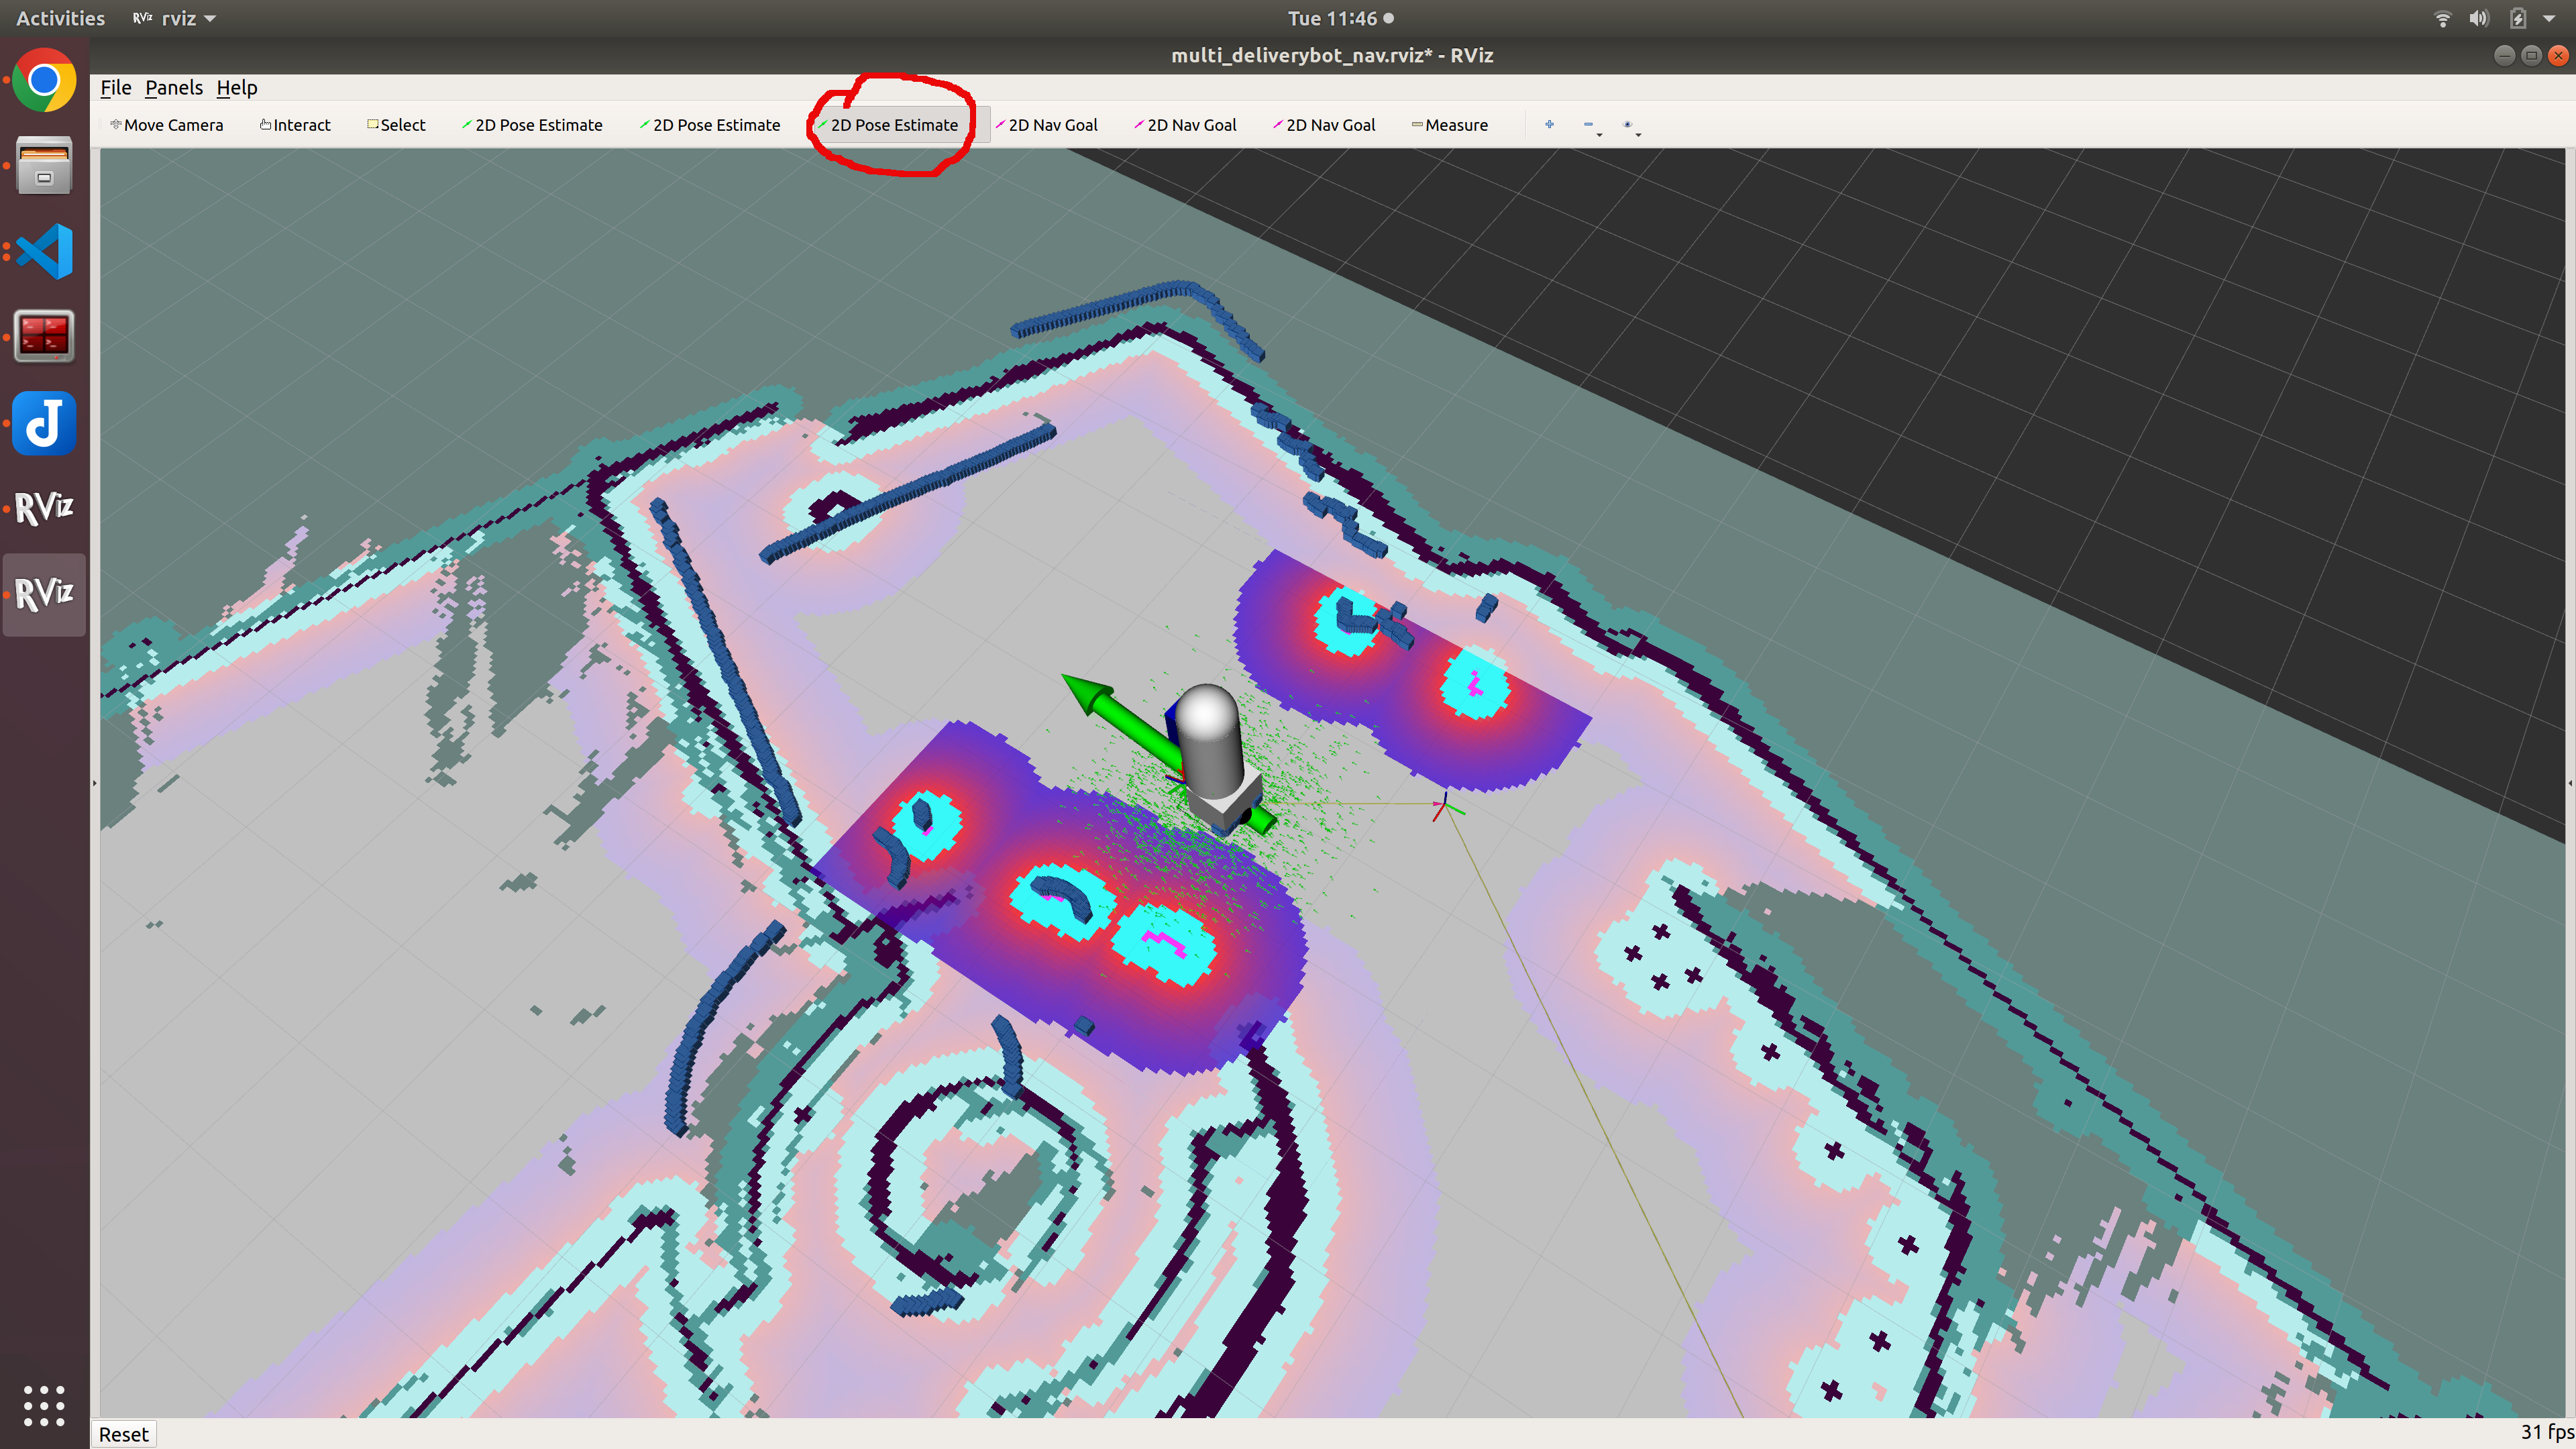 Activities RViz rviz Tue 11:46
multi_deliverybot_nav.rviz* - RViz
File Panels Help
Move Camera Interact Select 2D Pose Estimate 2D Pose Estimate 2D Pose Estimate 2D Nav Goal 2D Nav Goal 2D Nav Goal Measure
RViz
RViz
Reset 31 fps